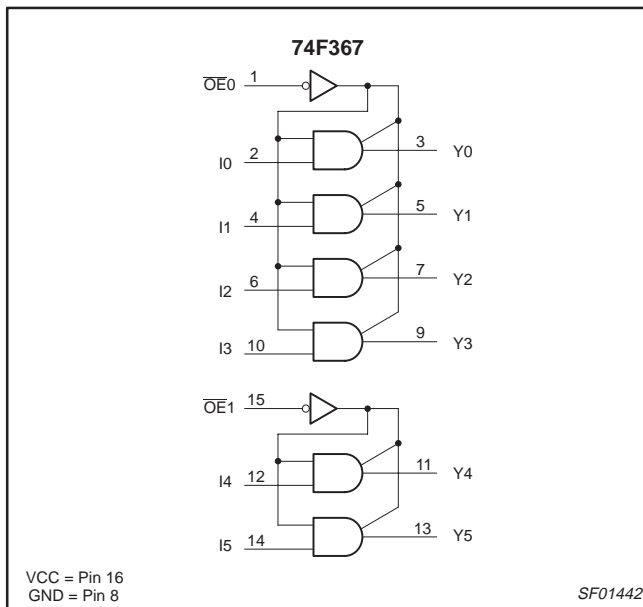 74F367
OE0 1
I0 2
3 Y0
I1 4
5 Y1
I2 6
7 Y2
I3 10
9 Y3
OE1 15
I4 12
11 Y4
I5 14
13 Y5
VCC = Pin 16
GND = Pin 8
SF01442